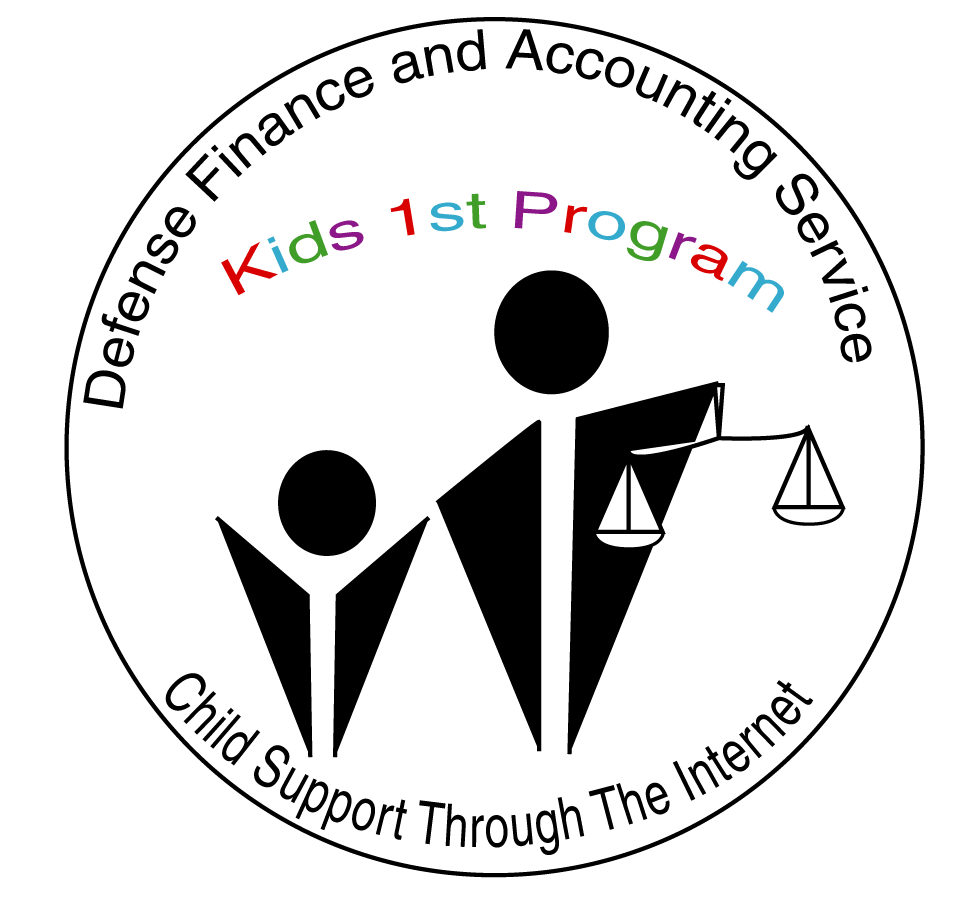 Defense Finance and Accounting Service
Kids 1st Program
Child Support Through The Internet